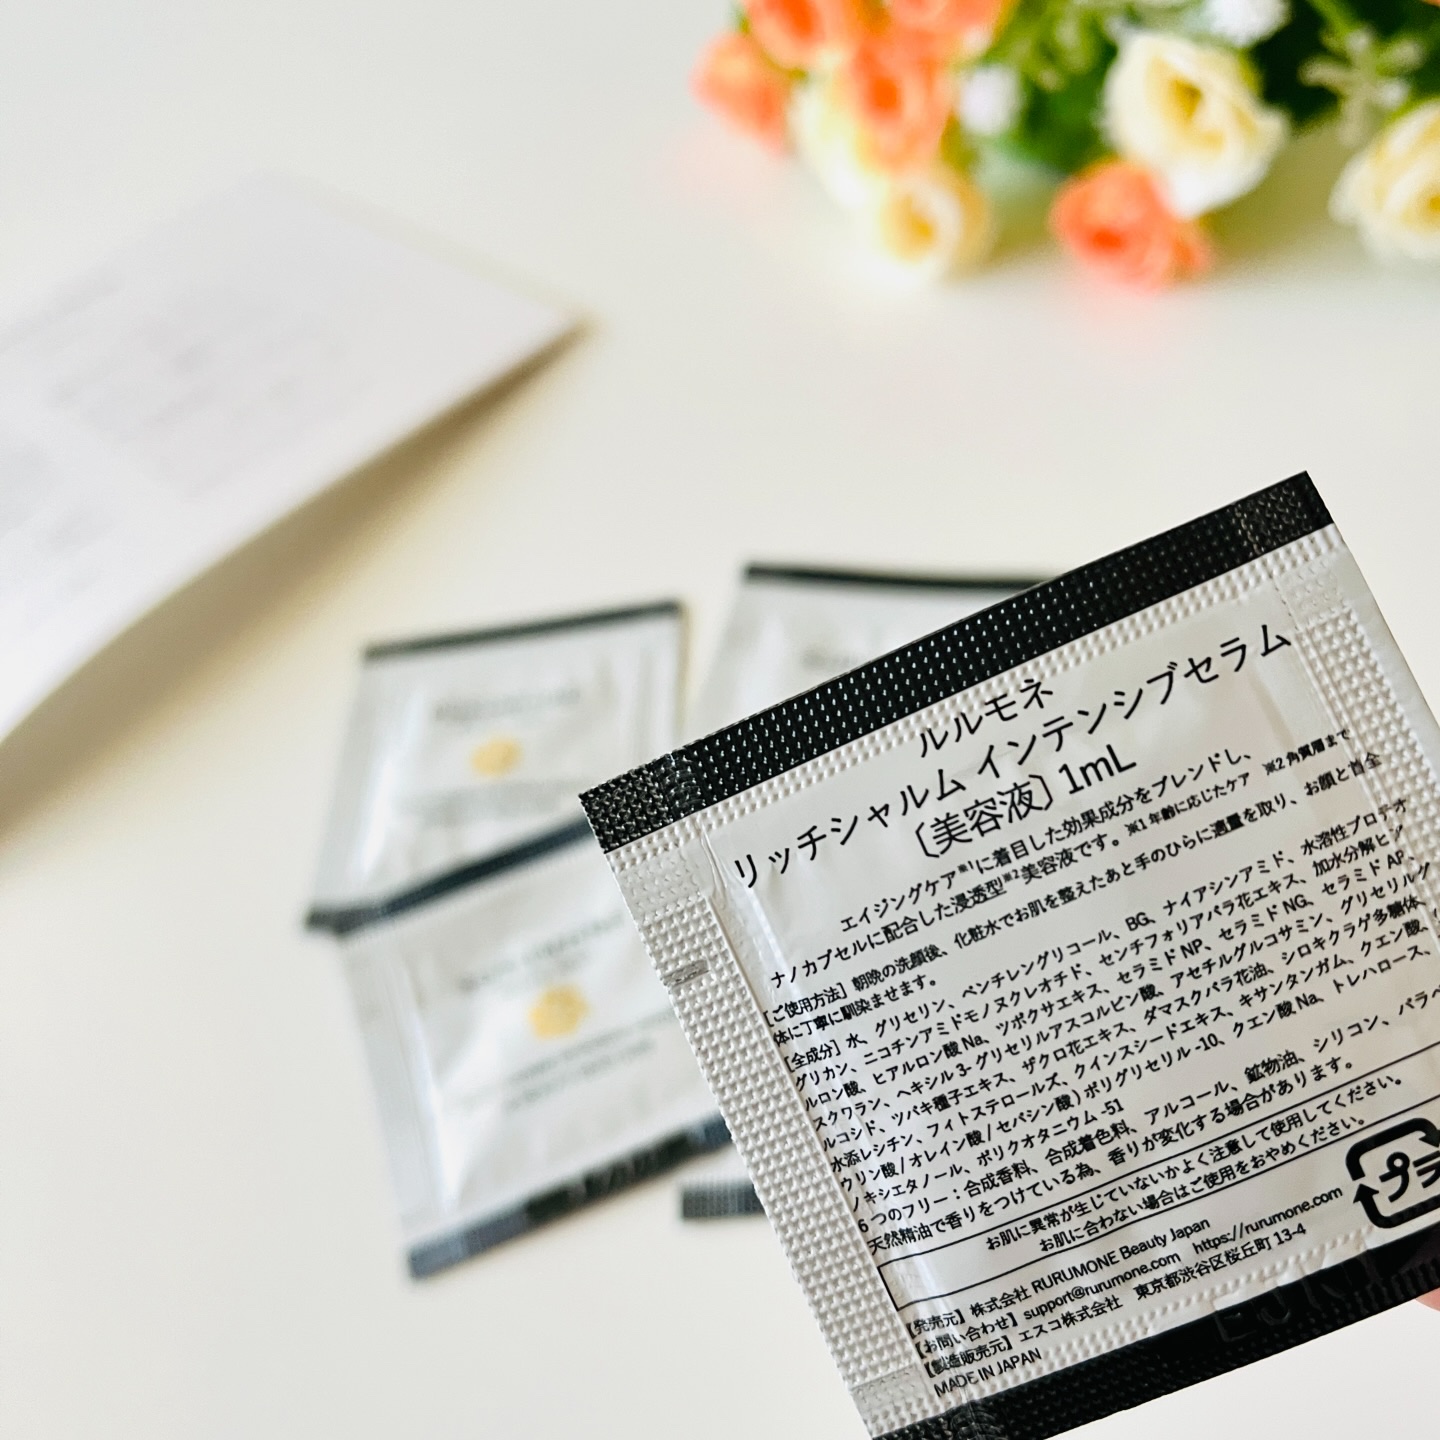 ルルモネ
リッチシャルム インテンシブセラム
〔美容液〕1mL
エイジングケア※1に着目した効果成分をブレンドし、
ナノカプセルに配合した浸透型※2美容液です。※1 年齢に応じたケア ※2 角質層まで
【ご使用方法】朝晩の洗顔後、化粧水でお肌を整えたあと手のひらに適量を取り、お顔と首全
体に丁寧に馴染ませます。
【全成分】水、グリセリン、ペンチレングリコール、BG、ナイアシンアミド、水溶性プロテオ
グリカン、ニコチンアミドモノヌクレオチド、センチフォリアバラ花エキス、加水分解ヒア
ルロン酸、ヒアルロン酸 Na、ツボクサエキス、セラミド NP、セラミド NG、セラミド AP、
スクワラン、ヘキシル 3- グリセリルアスコルビン酸、アセチルグルコサミン、グリセリルグ
ルコシド、ツバキ種子エキス、ザクロ花エキス、ダマスクバラ花油、シロキクラゲ多糖体、
水添レシチン、フィトステロールズ、クインスシードエキス、キサンタンガム、クエン酸、
ウリン酸 / オレイン酸 / セバシン酸 ) ポリグリセリル -10、クエン酸 Na、トレハロース、
ノキシエタノール、ポリクオタニウム -51
6 つのフリー：合成香料、合成着色料、アルコール、鉱物油、シリコン、パラベ
天然精油で香りをつけている為、香りが変化する場合があります。
お肌に異常が生じていないかよく注意して使用してください。
お肌に合わない場合はご使用をおやめください。
【発売元】株式会社 RURUMONE Beauty Japan
【お問い合わせ】support@rurumone.com https://rurumone.com
【製造販売元】エスコ株式会社 東京都渋谷区桜丘町 13-4
MADE IN JAPAN
プラ